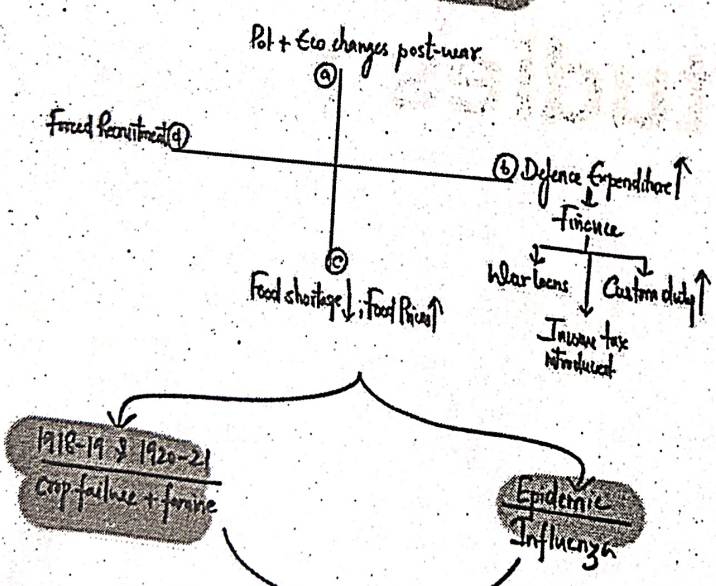 Pol + Eco changes post-war
(a)
Forced Recruitment (d)
(b) Defence Expenditure ↑
↓
Finance
War loans
Custom duty ↑
Income tax
introduced
(c)
Food shortage ↓ ; Food Prices ↑
1918-19 & 1920-21
Crop failure + famine
Epidemic
Influenza